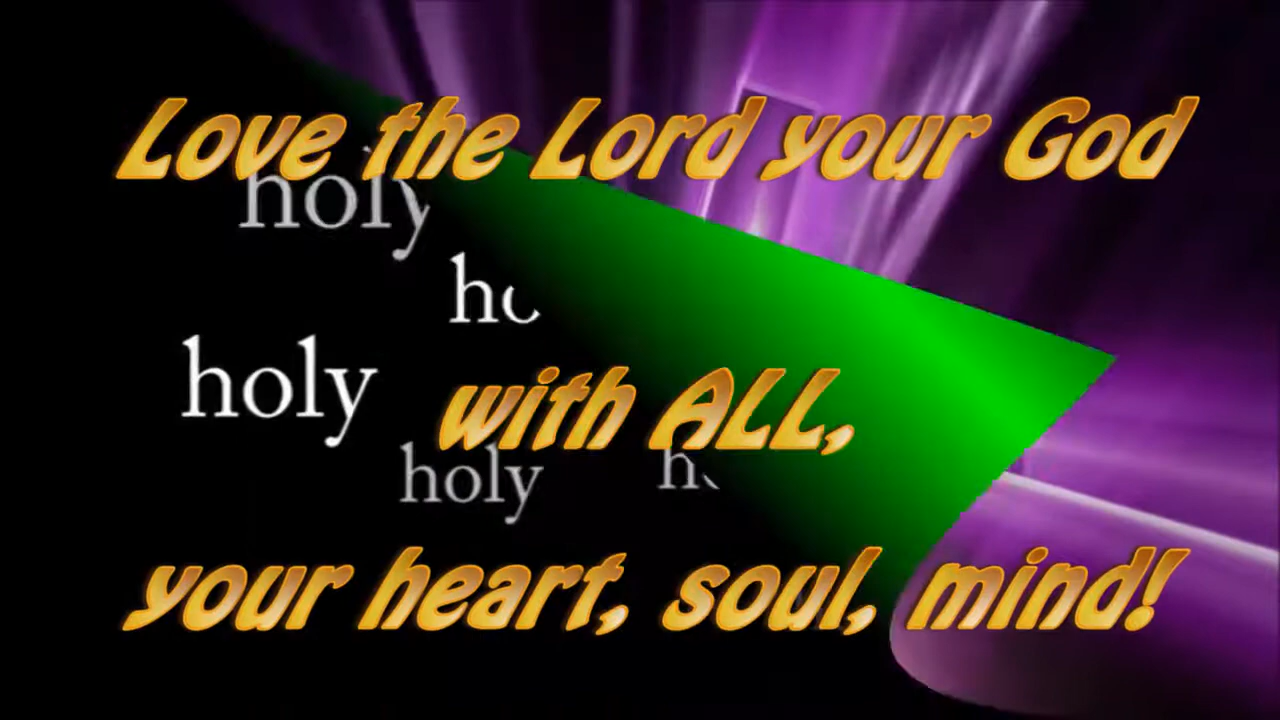 Love the Lord your God
holy
holy
with ALL,
holy
your heart, soul, mind!